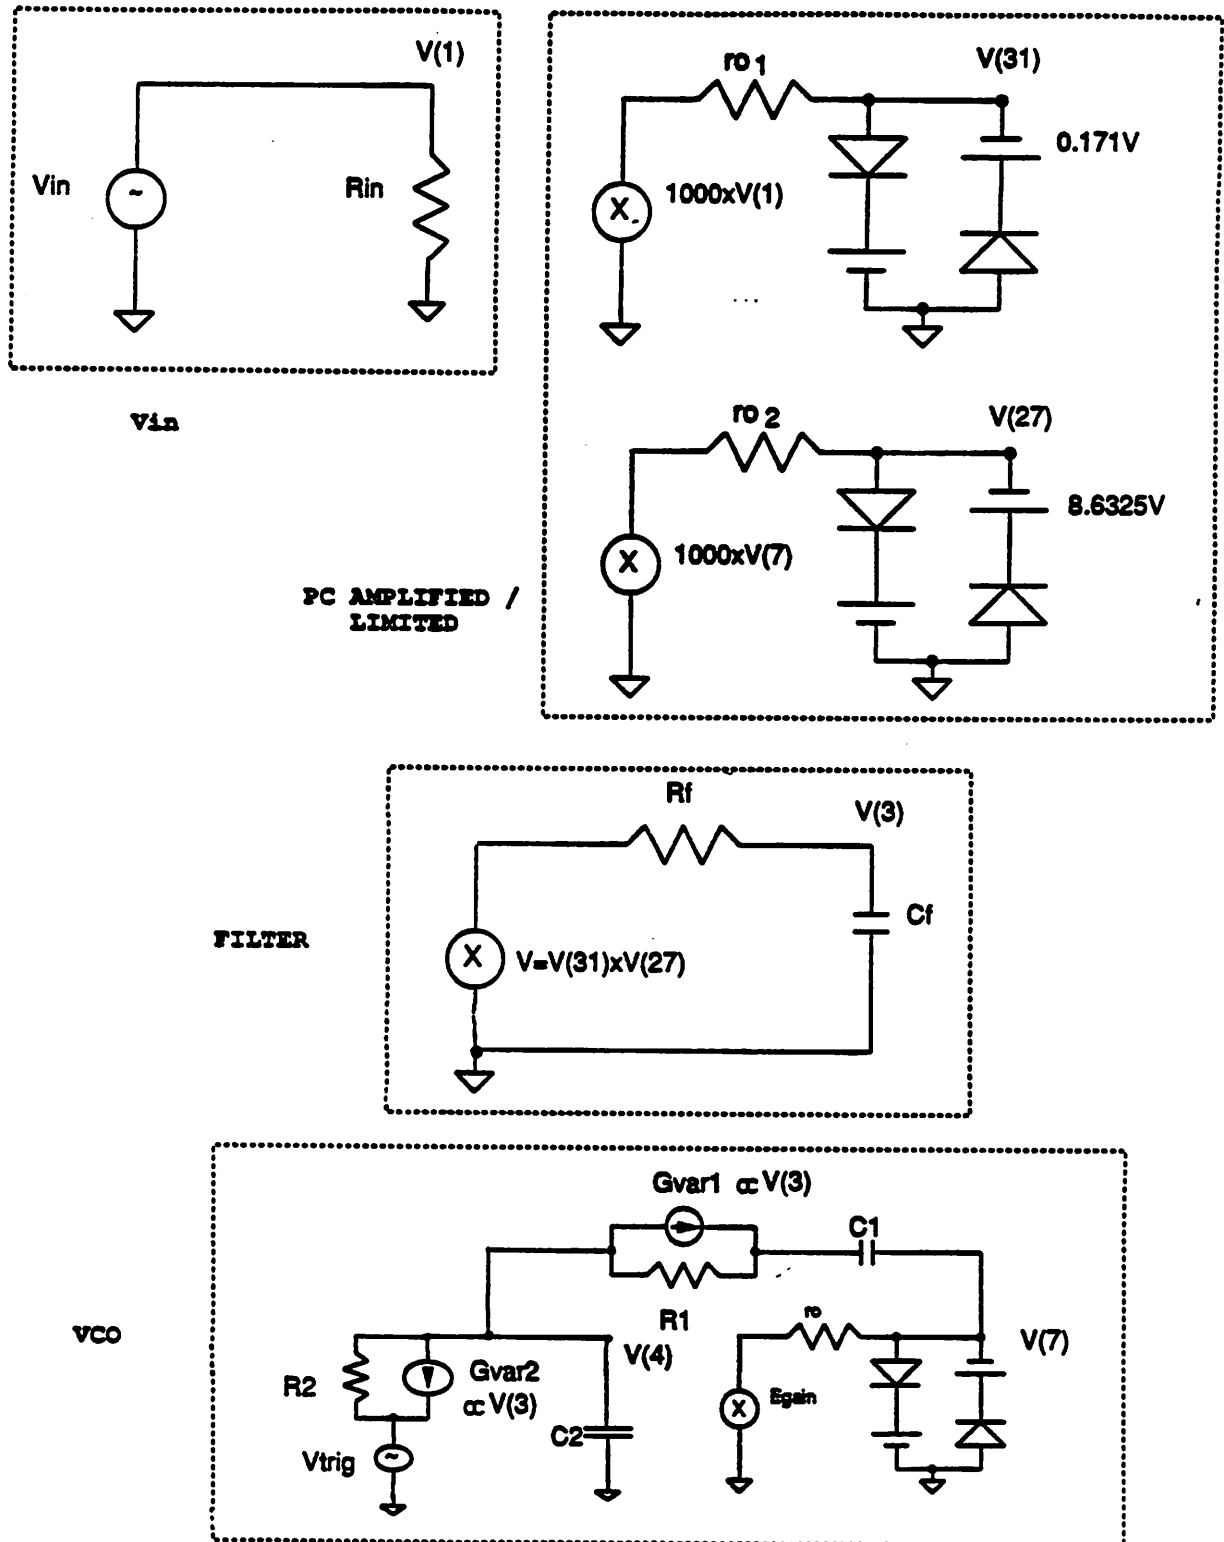 V(1)
Vin
Rin
Vin
ro 1
V(31)
0.171V
X
1000xV(1)
ro 2
V(27)
8.6325V
X
1000xV(7)
PC AMPLIFIED /
LIMITED
Rf
V(3)
Cf
FILTER
X
V=V(31)xV(27)
Gvar1 ∝ V(3)
C1
R1
ro
VCO
V(4)
V(7)
R2
Gvar2
∝ V(3)
X
Egain
C2
Vtrig